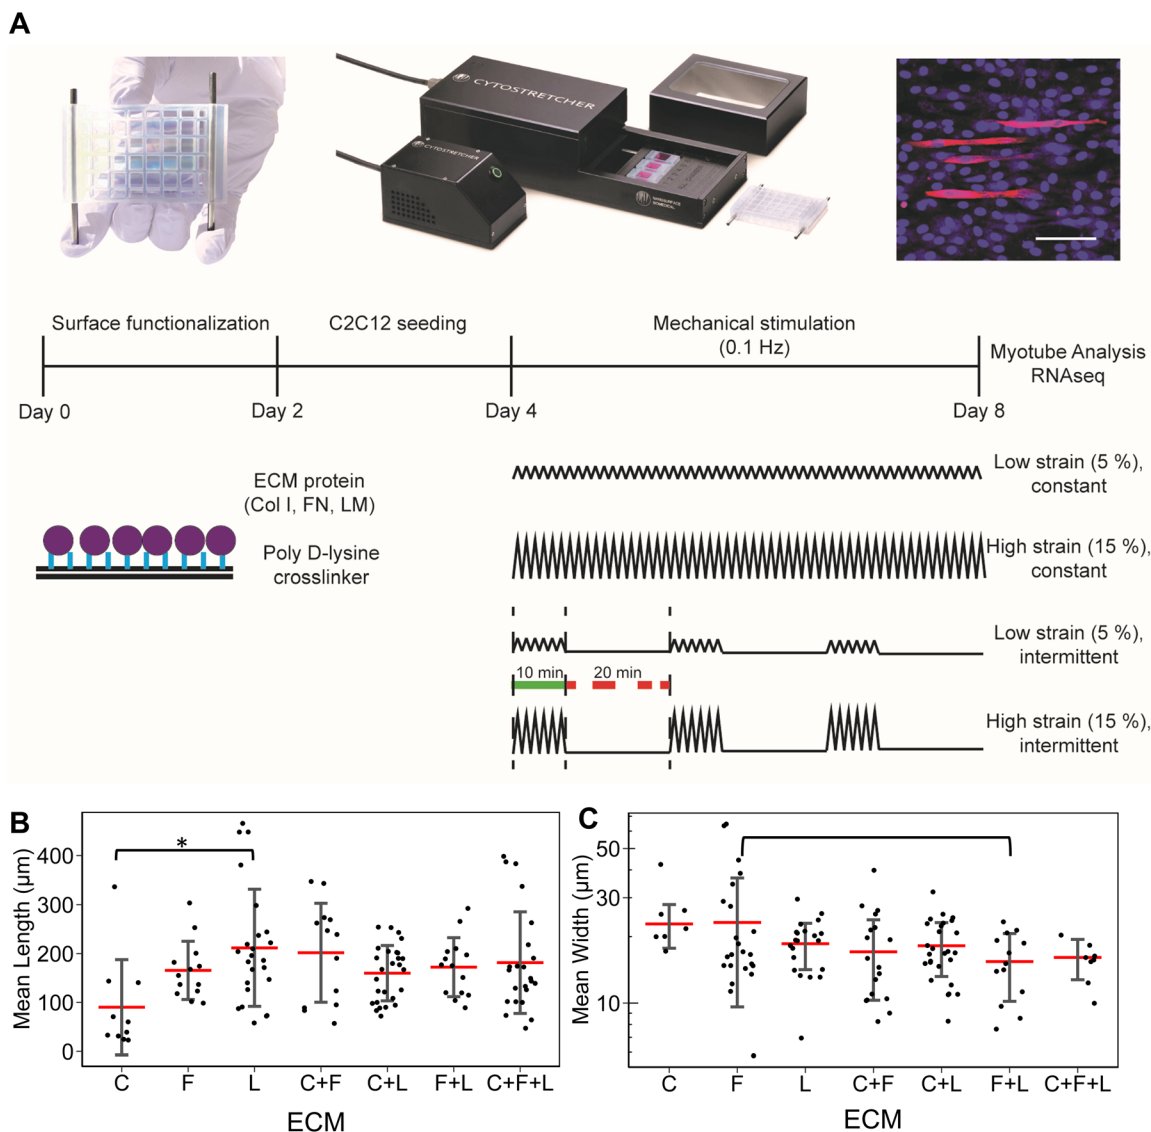 A
CYTOSTRETCHER
CYTOSTRETCHER
NANOSURFACE
BIOMEDICAL
Surface functionalization
C2C12 seeding
Mechanical stimulation
(0.1 Hz)
Myotube Analysis
RNAseq
Day 0
Day 2
Day 4
Day 8
ECM protein
(Col I, FN, LM)
Poly D-lysine
crosslinker
Low strain (5 %),
constant
High strain (15 %),
constant
Low strain (5 %),
intermittent
10 min
20 min
High strain (15 %),
intermittent
B
*
Mean Length (µm)
400
300
200
100
0
C
F
L
C+F
C+L
F+L
C+F+L
ECM
C
Mean Width (µm)
50
30
10
C
F
L
C+F
C+L
F+L
C+F+L
ECM